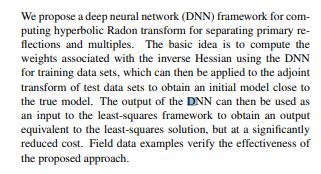 We propose a deep neural network (DNN) framework for com-
puting hyperbolic Radon transform for separating primary re-
flections and multiples. The basic idea is to compute the
weights associated with the inverse Hessian using the DNN
for training data sets, which can then be applied to the adjoint
transform of test data sets to obtain an initial model close to
the true model. The output of the DNN can then be used as
an input to the least-squares framework to obtain an output
equivalent to the least-squares solution, but at a significantly
reduced cost. Field data examples verify the effectiveness of
the proposed approach.